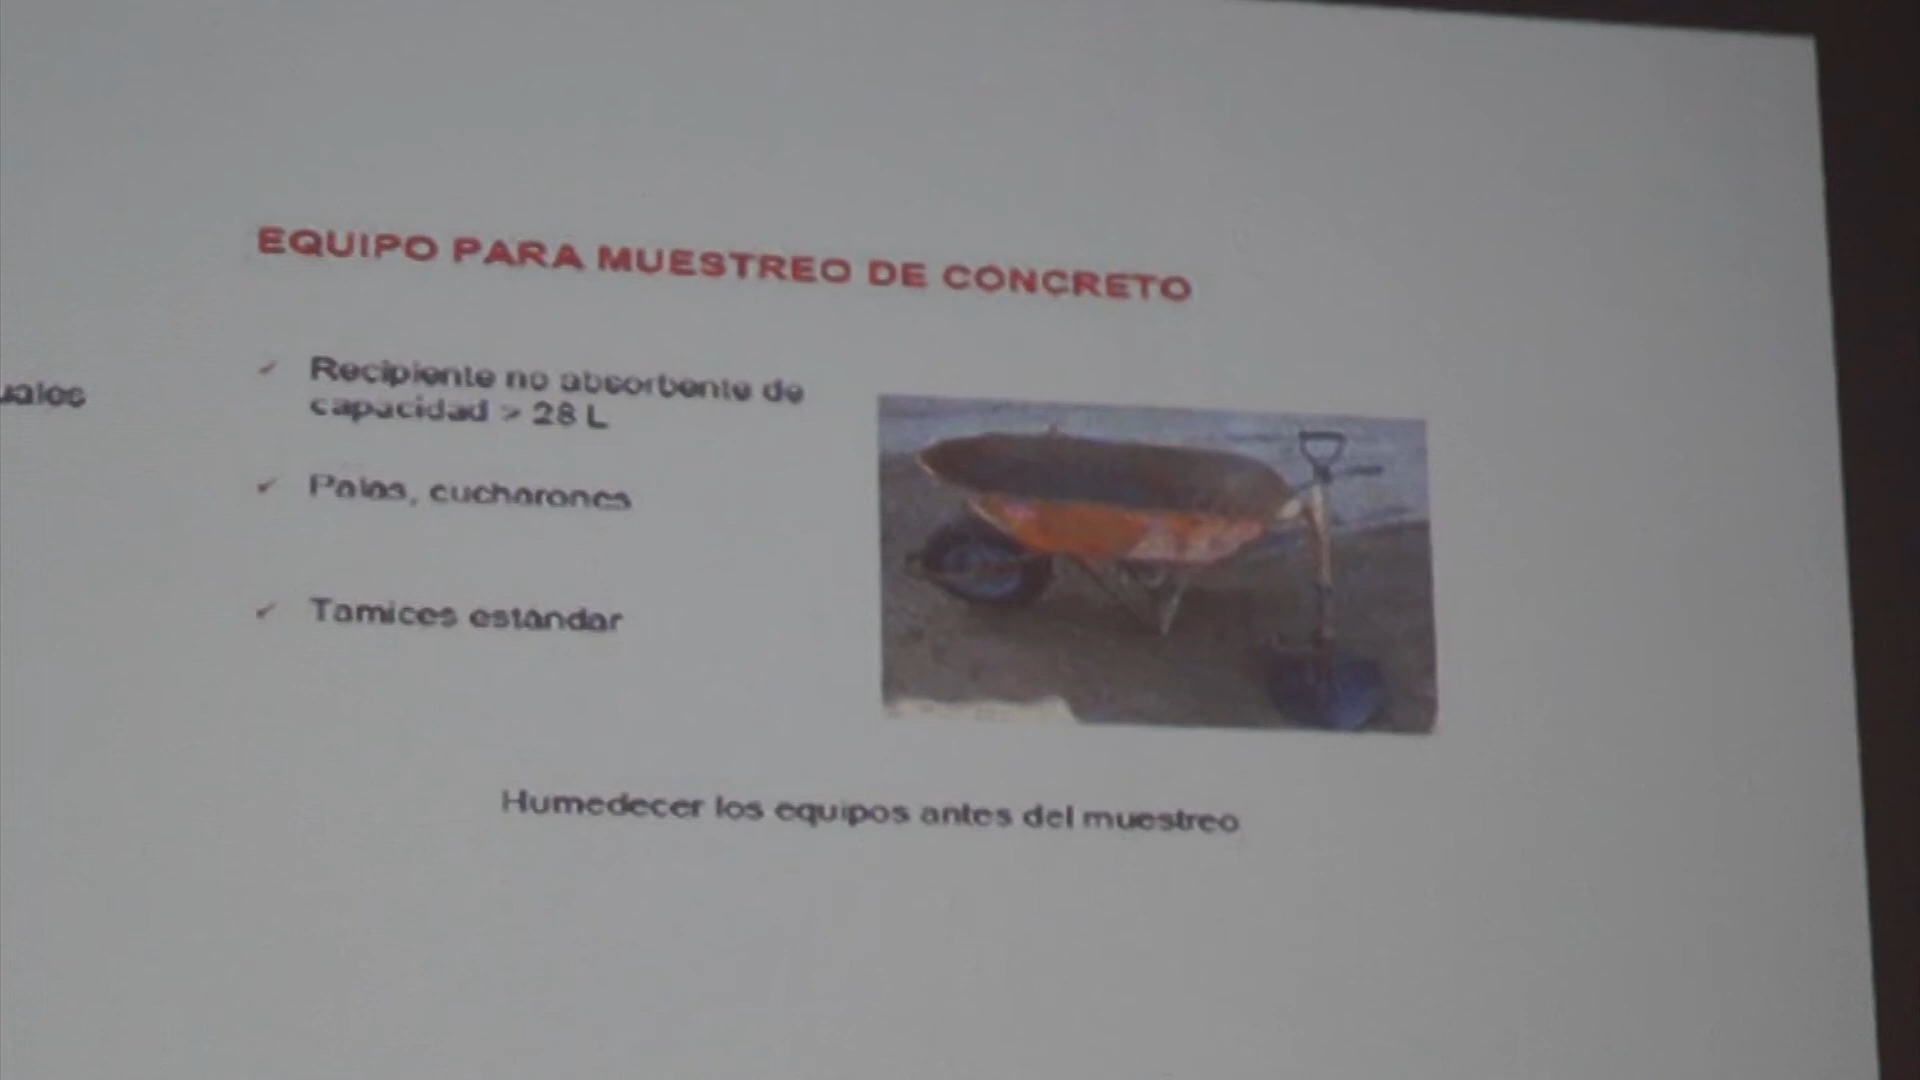 EQUIPO PARA MUESTREO DE CONCRETO
Recipiente no absorbente de
capacidad > 28 L
Palas, cucharones
Tamices estándar
Humedecer los equipos antes del muestreo